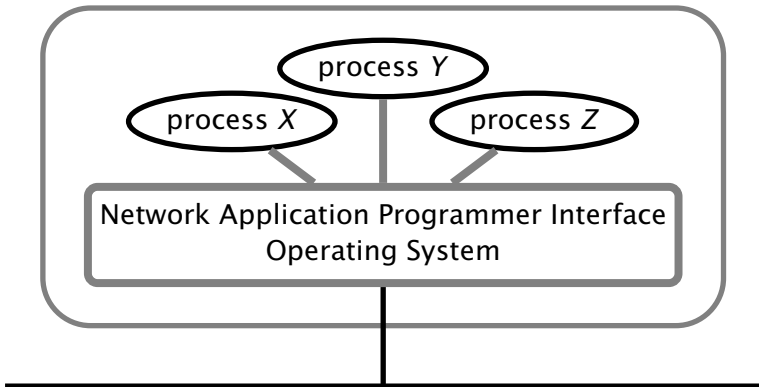 process Y
process X
process Z
Network Application Programmer Interface
Operating System